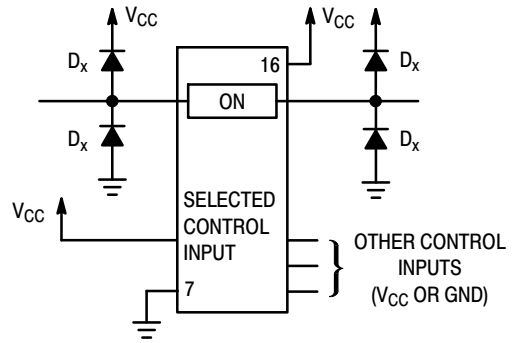 VCC
VCC
Dx
16
Dx
ON
Dx
Dx
VCC
SELECTED
CONTROL
INPUT
7
OTHER CONTROL
INPUTS
(VCC OR GND)